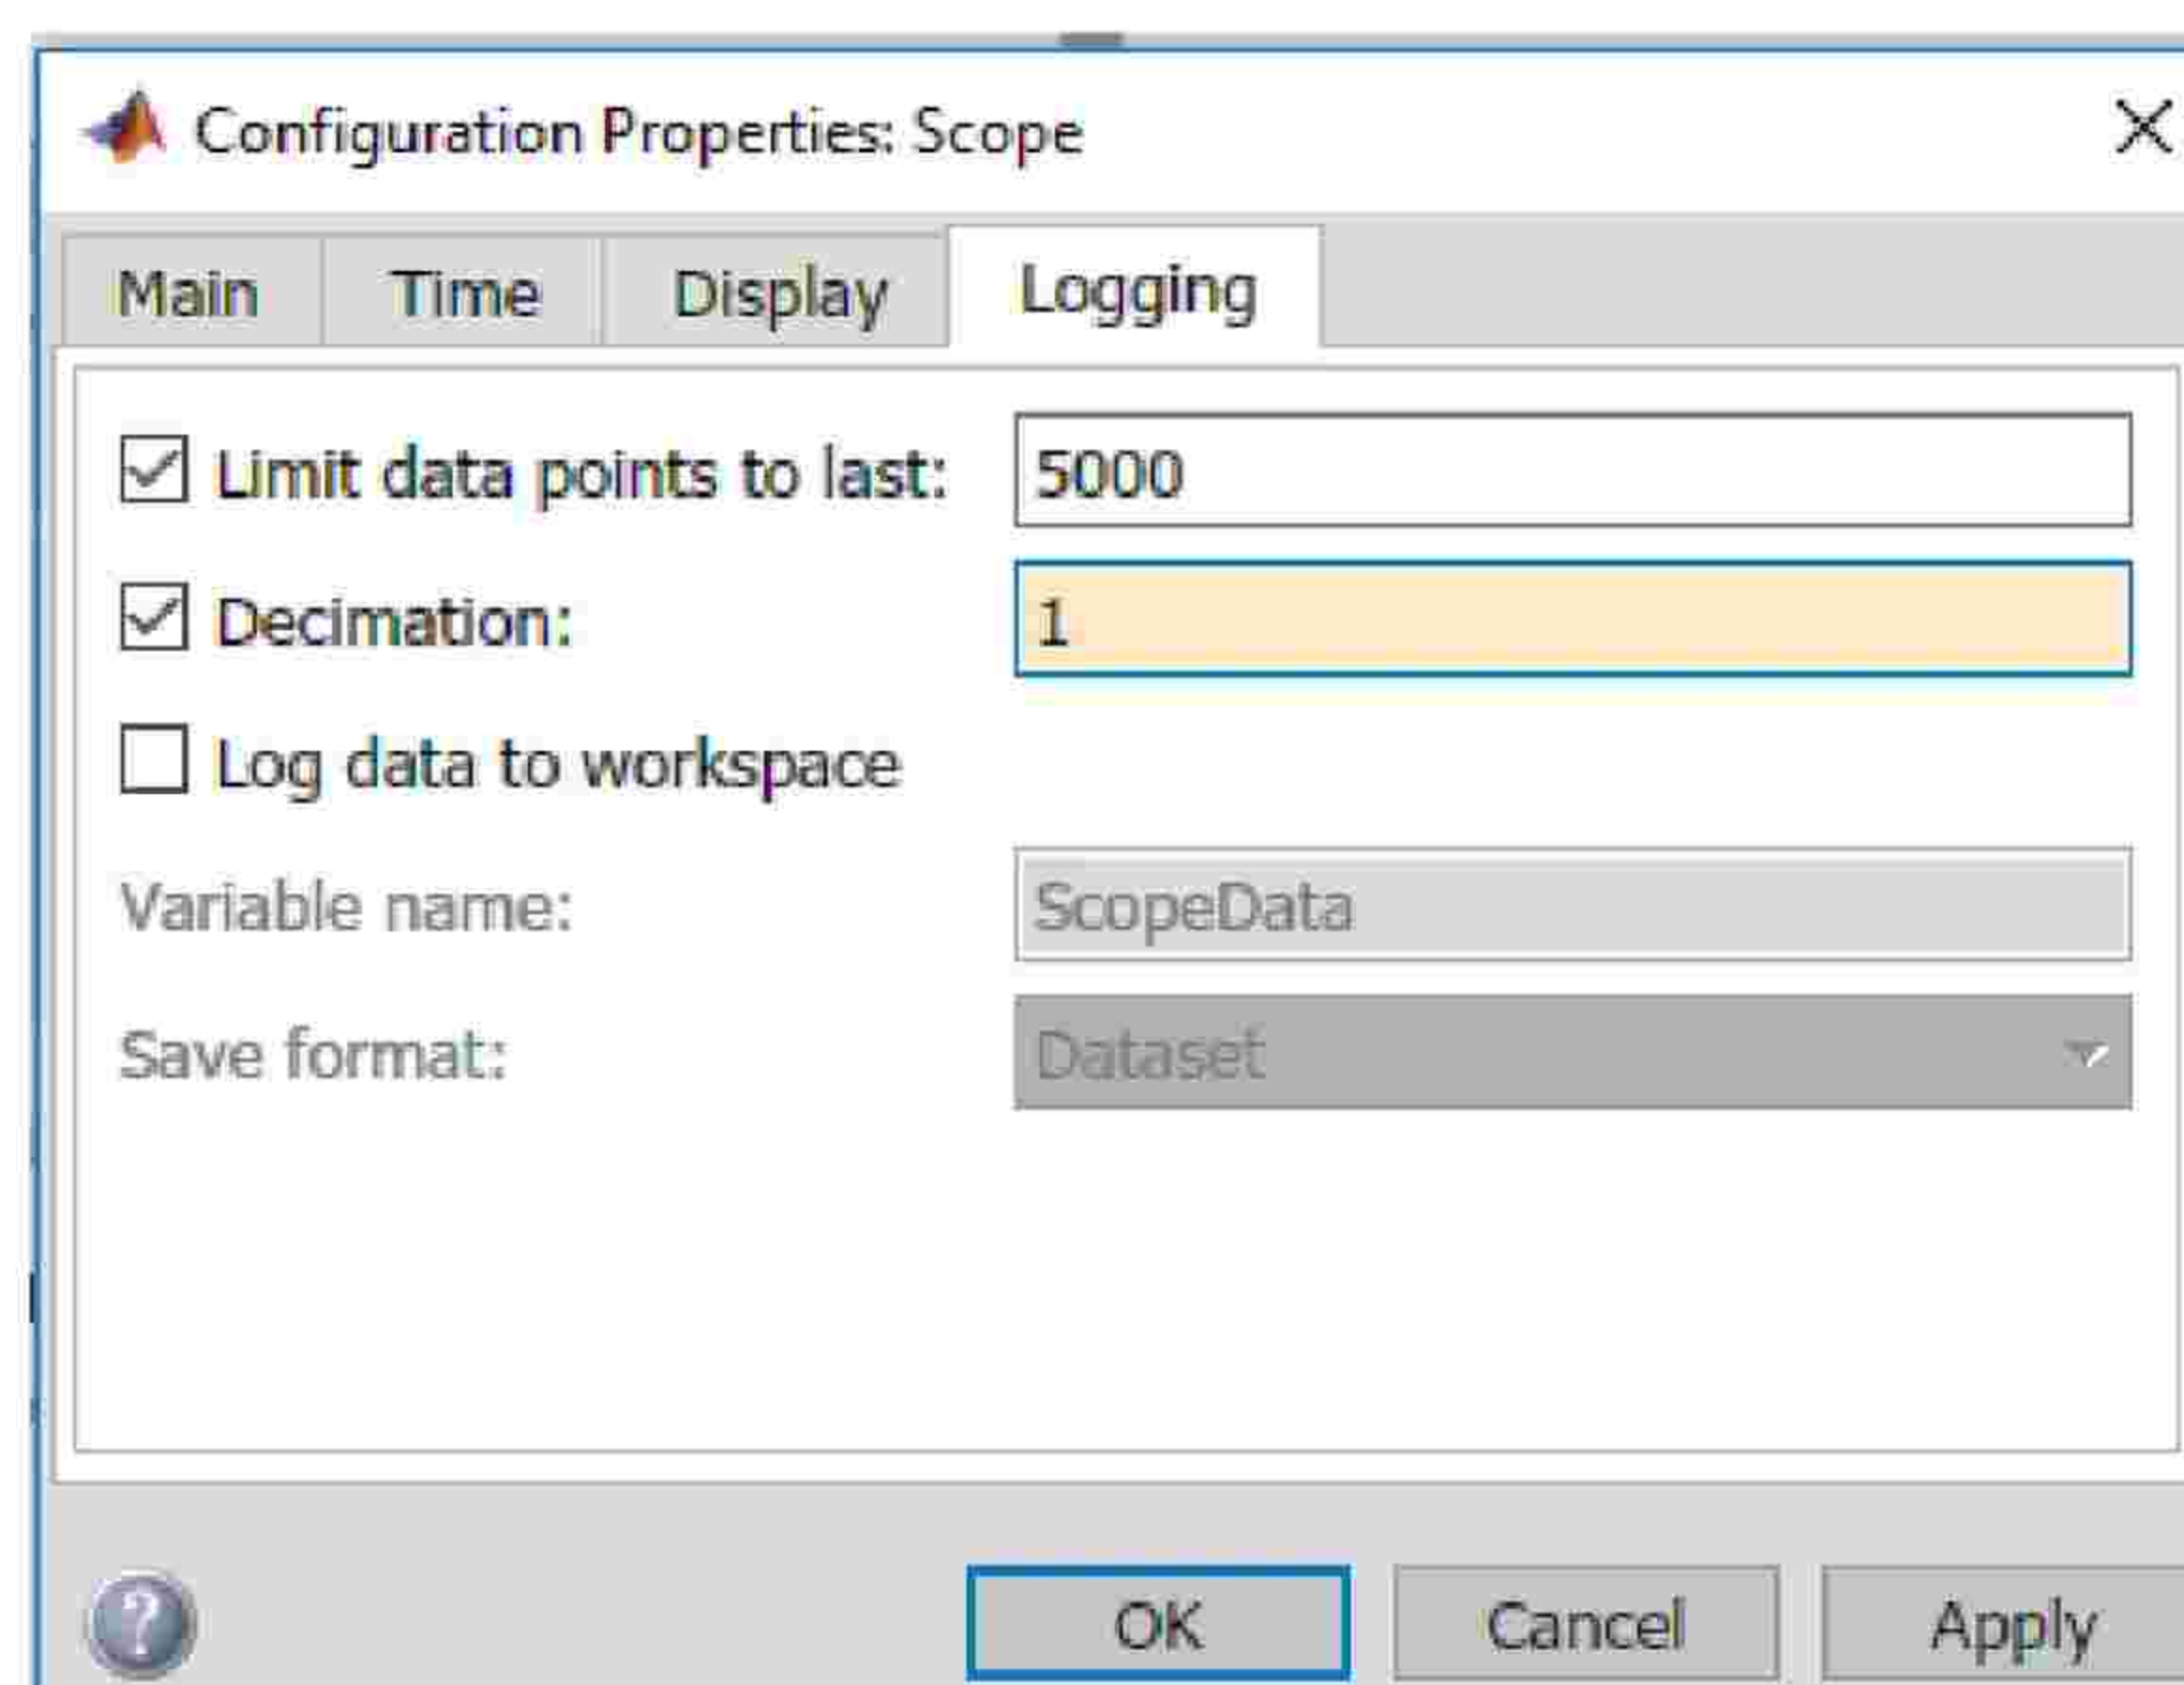 Configuration Properties: Scope
Main Time Display Logging
Limit data points to last: 5000
Decimation: 1
Log data to workspace
Variable name: ScopeData
Save format: Dataset
? OK Cancel Apply